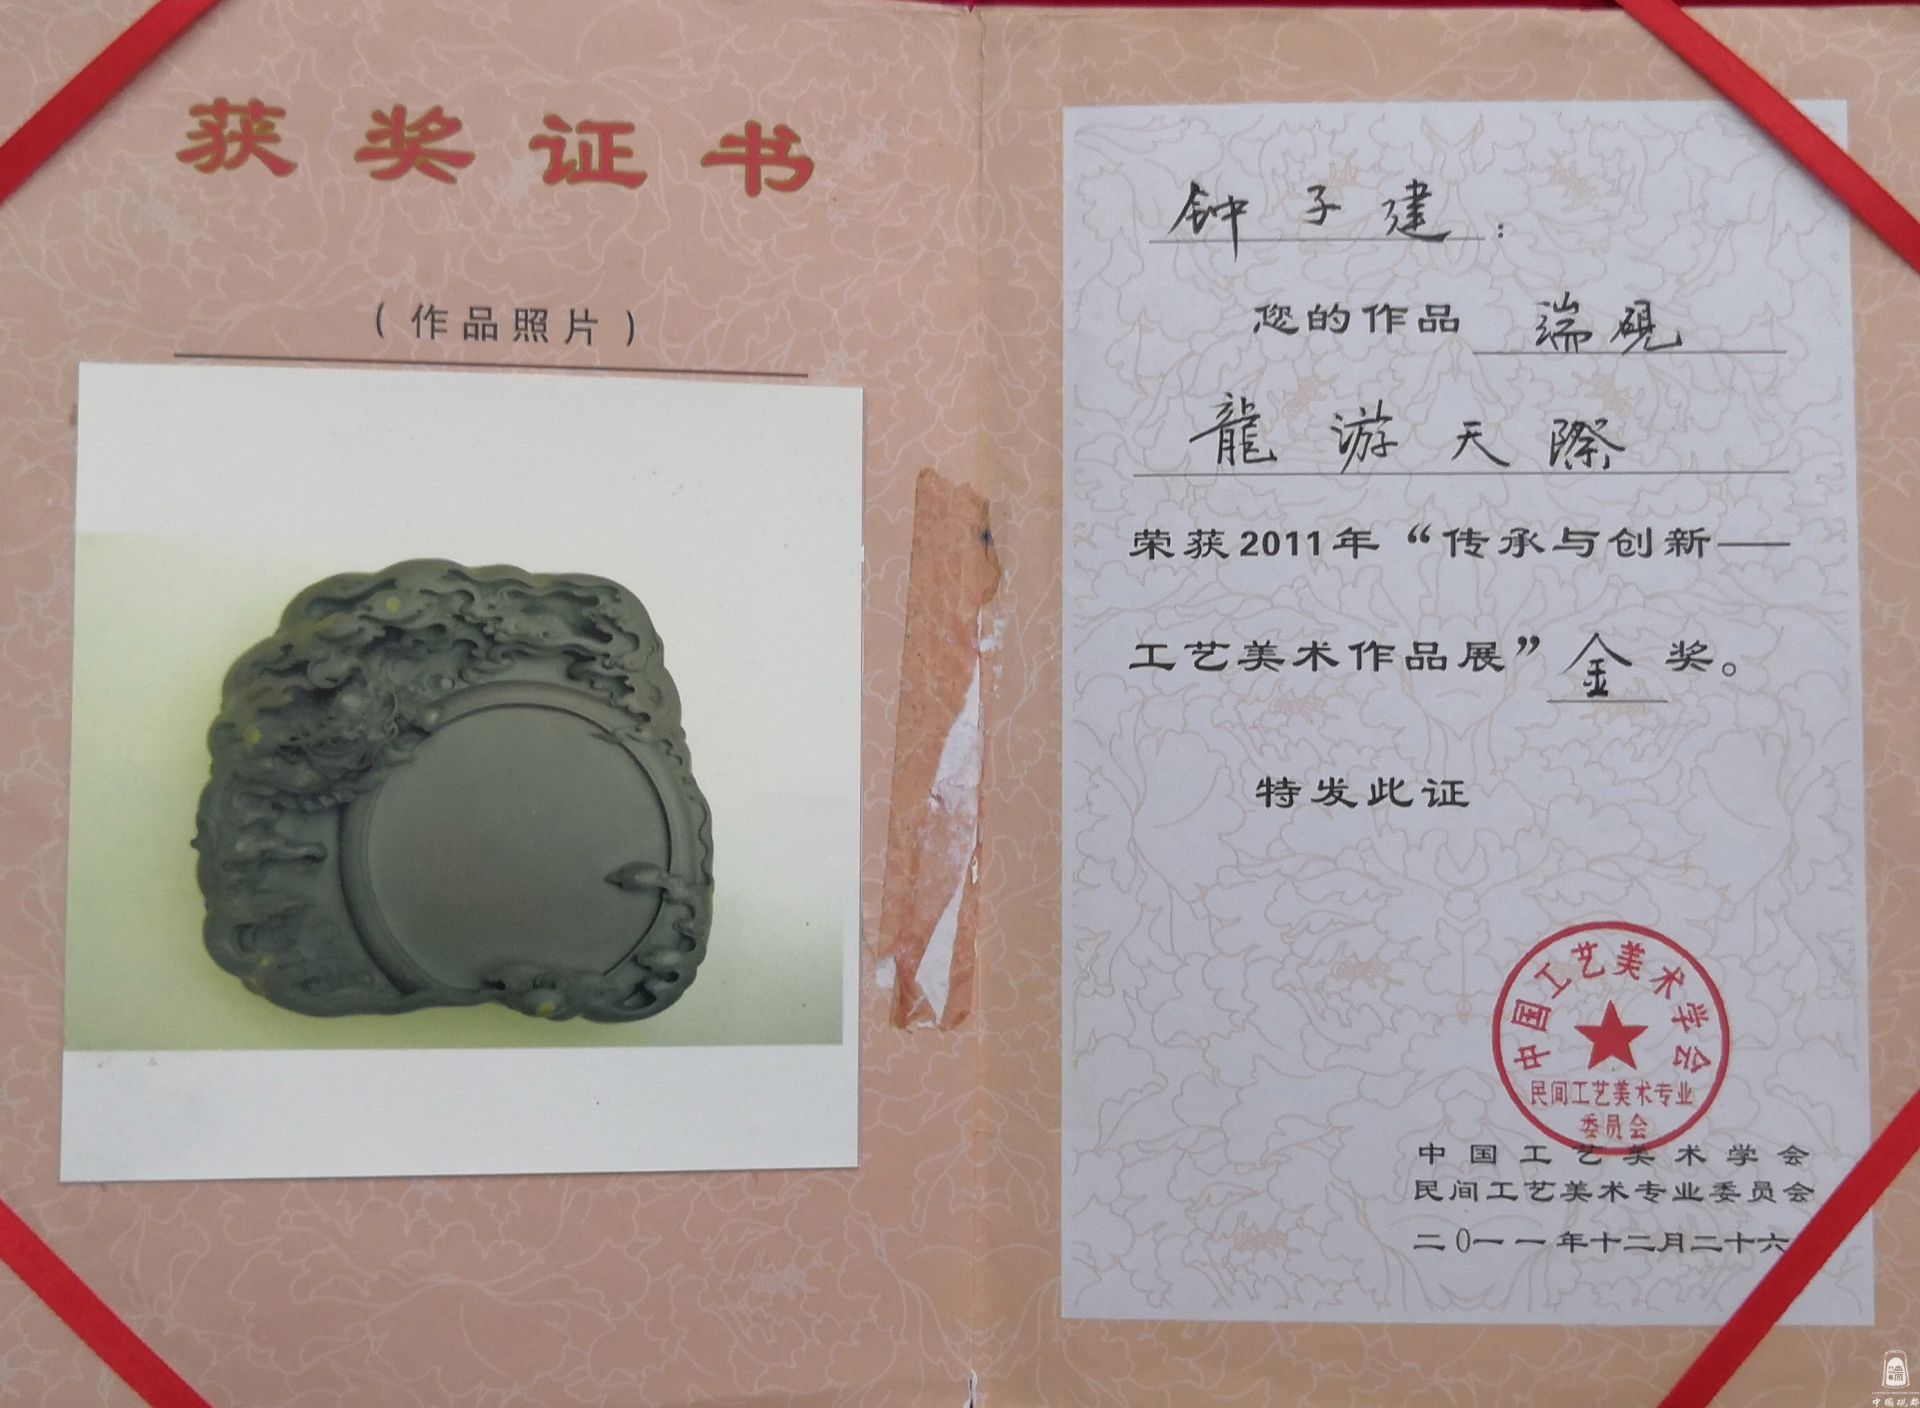 获奖证书
(作品照片)
钟子建:
您的作品 端砚
龍游天際
荣获2011年“传承与创新——
工艺美术作品展”金奖。
特发此证
中国工艺美术学会
民间工艺美术专业
委员会
中国工艺美术学会
民间工艺美术专业委员会
二0一一年十二月二十六
中国砚都